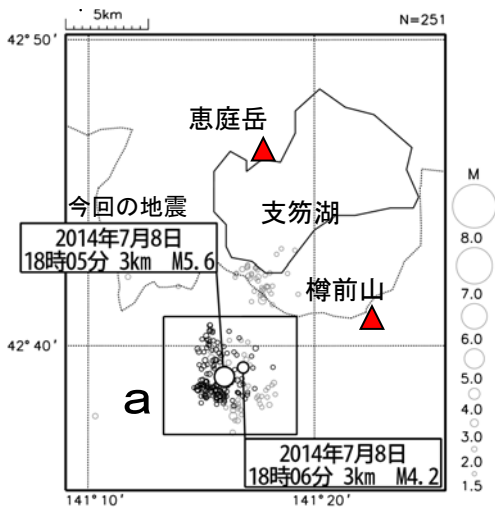 5km
N=251
42°50'
恵庭岳
支笏湖
今回の地震
2014年7月8日
18時05分 3km M5.6
樽前山
42°40'
a
2014年7月8日
18時06分 3km M4.2
141°10'
141°20'
M
8.0
7.0
6.0
5.0
4.0
3.0
2.0
1.5